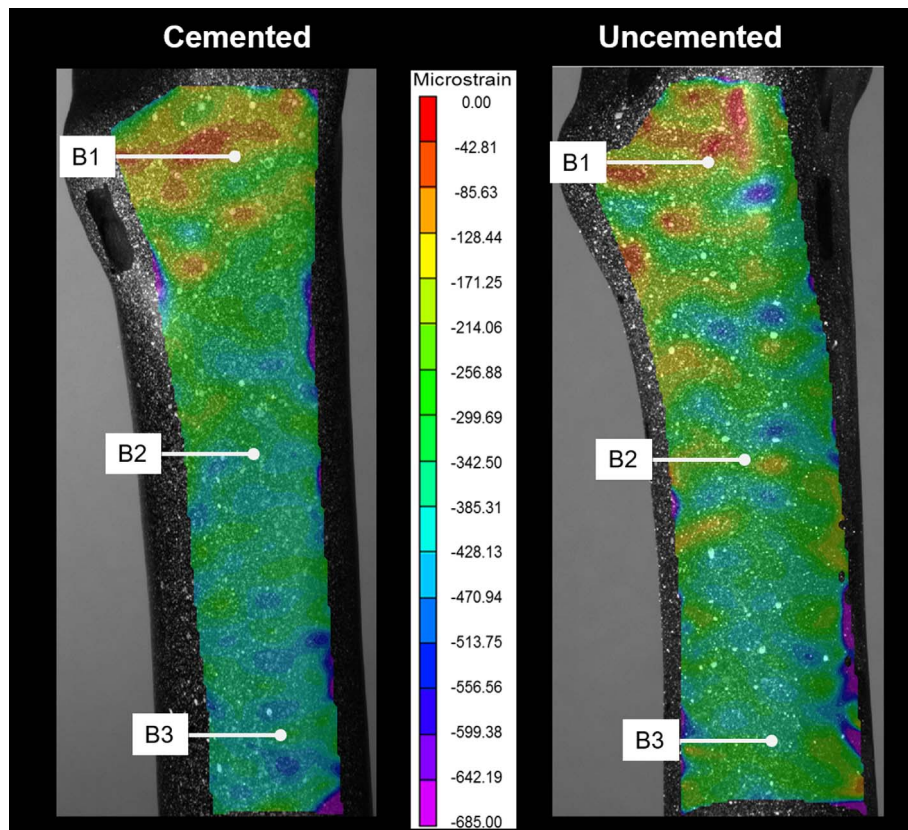 Cemented
Uncemented
Microstrain
0.00
-42.81
-85.63
-128.44
-171.25
-214.06
-256.88
-299.69
-342.50
-385.31
-428.13
-470.94
-513.75
-556.56
-599.38
-642.19
-685.00
B1
B2
B3
B1
B2
B3